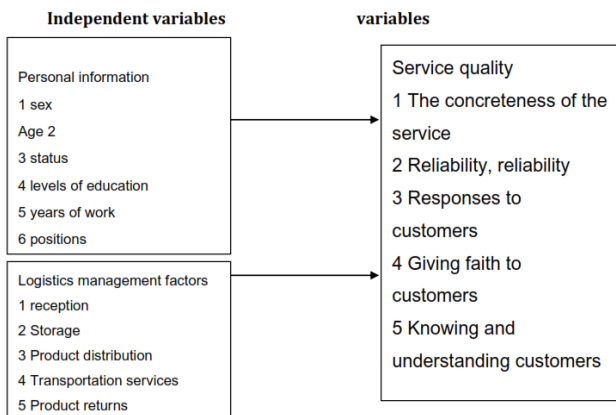 Independent variables
variables
Personal information
1 sex
Age 2
3 status
4 levels of education
5 years of work
6 positions
Logistics management factors
1 reception
2 Storage
3 Product distribution
4 Transportation services
5 Product returns
Service quality
1 The concreteness of the
service
2 Reliability, reliability
3 Responses to
customers
4 Giving faith to
customers
5 Knowing and
understanding customers